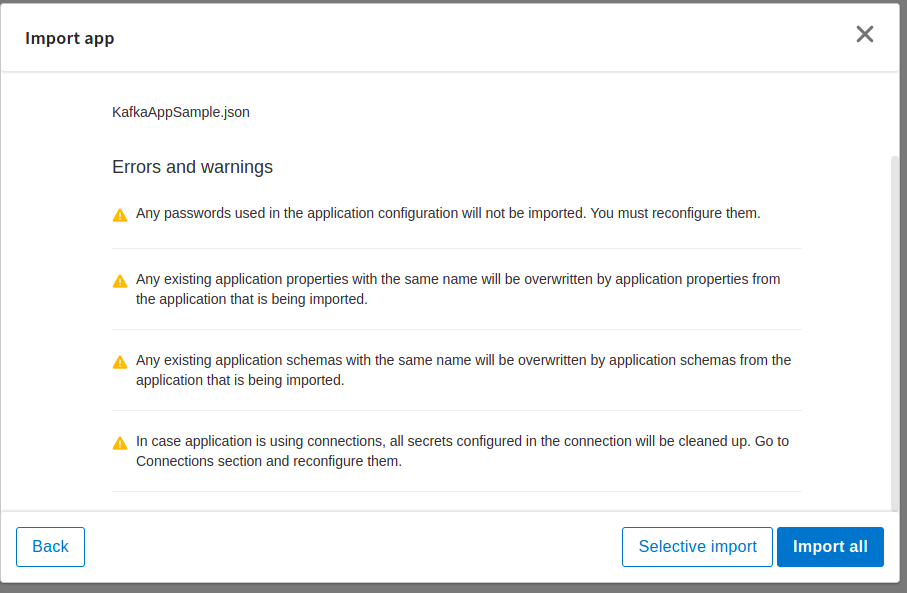 Import app
KafkaAppSample.json
Errors and warnings
Any passwords used in the application configuration will not be imported. You must reconfigure them.
Any existing application properties with the same name will be overwritten by application properties from
the application that is being imported.
Any existing application schemas with the same name will be overwritten by application schemas from the
application that is being imported.
In case application is using connections, all secrets configured in the connection will be cleaned up. Go to
Connections section and reconfigure them.
Back
Selective import
Import all